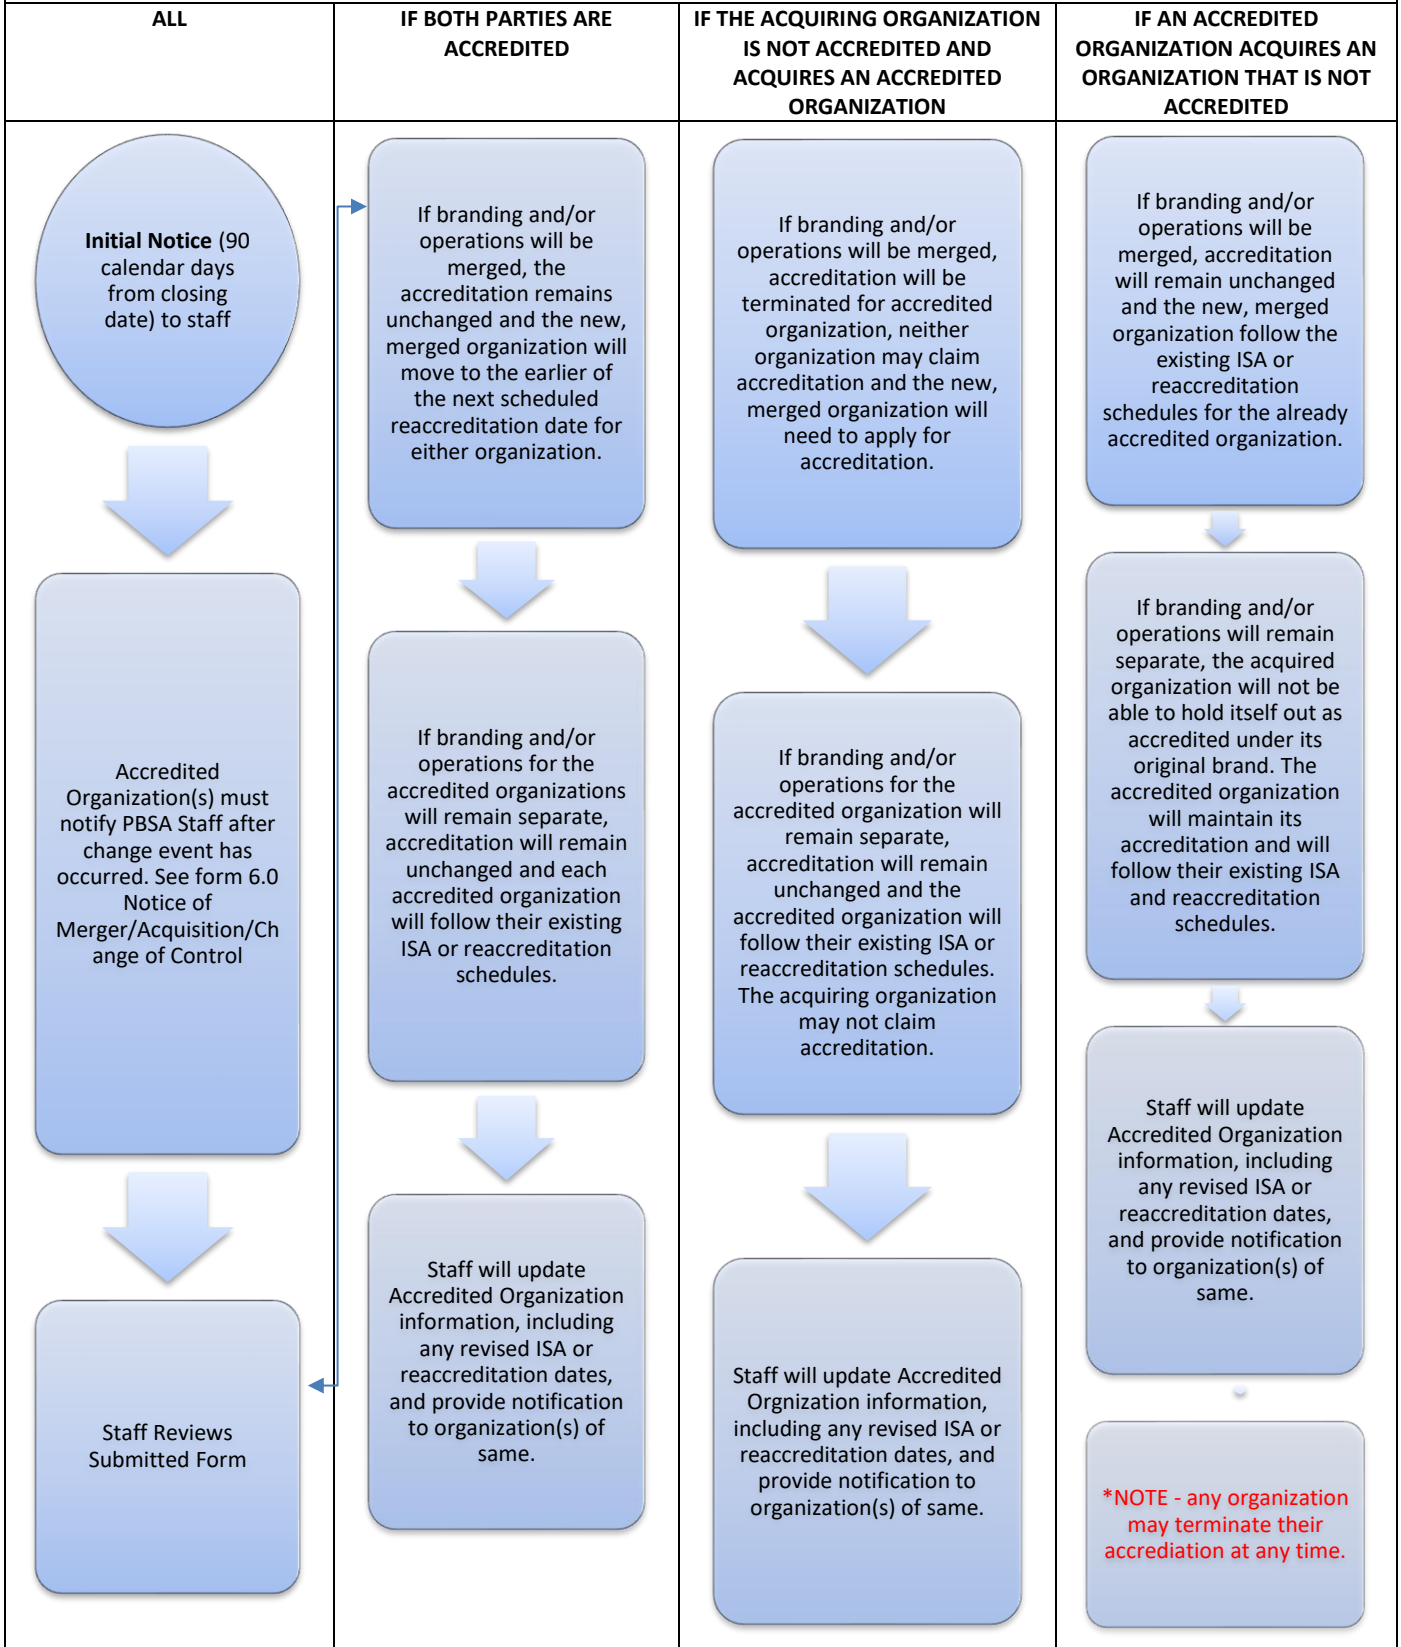 ALL
IF BOTH PARTIES ARE
ACCREDITED
IF THE ACQUIRING ORGANIZATION
IS NOT ACCREDITED AND
ACQUIRES AN ACCREDITED
ORGANIZATION
IF AN ACCREDITED
ORGANIZATION ACQUIRES AN
ORGANIZATION THAT IS NOT
ACCREDITED
Initial Notice (90
calendar days
from closing
date) to staff
Accredited
Organization(s) must
notify PBSA Staff after
change event has
occurred. See form 6.0
Notice of
Merger/Acquisition/Ch
ange of Control
Staff Reviews
Submitted Form
If branding and/or
operations will be
merged, the
accreditation remains
unchanged and the new,
merged organization will
move to the earlier of
the next scheduled
reaccreditation date for
either organization.
If branding and/or
operations for the
accredited organizations
will remain separate,
accreditation will remain
unchanged and each
accredited organization
will follow their existing
ISA or reaccreditation
schedules.
Staff will update
Accredited Organization
information, including
any revised ISA or
reaccreditation dates,
and provide notification
to organization(s) of
same.
If branding and/or
operations will be merged,
accreditation will be
terminated for accredited
organization, neither
organization may claim
accreditation and the new,
merged organization will
need to apply for
accreditation.
If branding and/or
operations for the
accredited organization will
remain separate,
accreditation will remain
unchanged and the
accredited organization will
follow their existing ISA or
reaccreditation schedules.
The acquiring organization
may not claim
accreditation.
Staff will update Accredited
Orgnization information,
including any revised ISA or
reaccreditation dates, and
provide notification to
organization(s) of same.
If branding and/or
operations will be
merged, accreditation
will remain unchanged
and the new, merged
organization follow the
existing ISA or
reaccreditation
schedules for the already
accredited organization.
If branding and/or
operations will remain
separate, the acquired
organization will not be
able to hold itself out as
accredited under its
original brand. The
accredited organization
will maintain its
accreditation and will
follow their existing ISA
and reaccreditation
schedules.
Staff will update
Accredited Organization
information, including
any revised ISA or
reaccreditation dates,
and provide notification
to organization(s) of
same.
*NOTE - any organization
may terminate their
accrediation at any time.